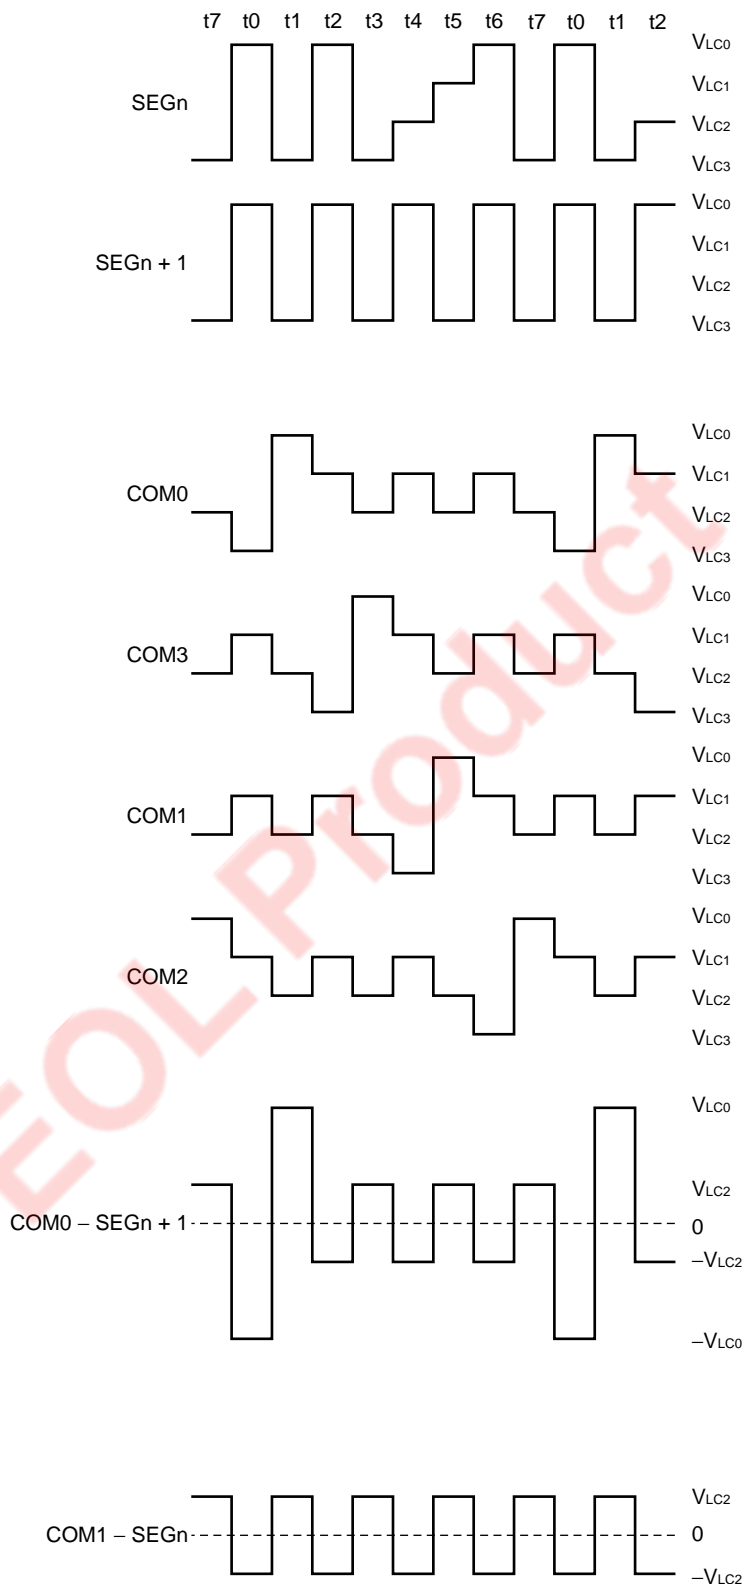 t7 t0 t1 t2 t3 t4 t5 t6 t7 t0 t1 t2
SEGn
VLC0
VLC1
VLC2
VLC3
SEGn + 1
VLC0
VLC1
VLC2
VLC3
COM0
VLC0
VLC1
VLC2
VLC3
COM3
VLC0
VLC1
VLC2
VLC3
COM1
VLC0
VLC1
VLC2
VLC3
COM2
VLC0
VLC1
VLC2
VLC3
COM0 – SEGn + 1
VLC0
VLC2
0
–VLC2
–VLC0
COM1 – SEGn
VLC2
0
–VLC2
EOL Product